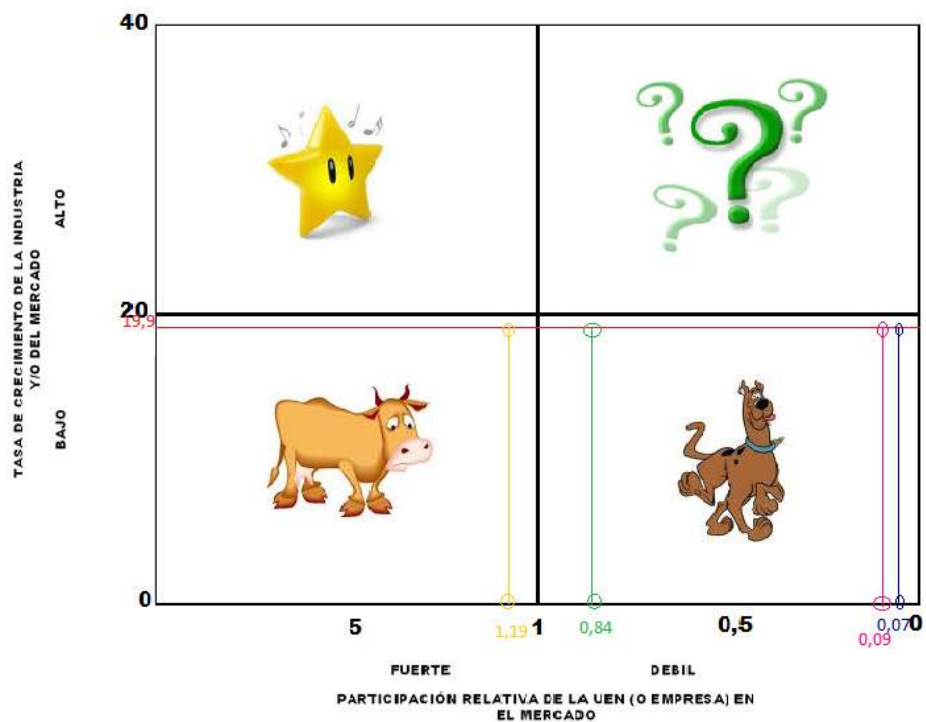 40
TASA DE CRECIMIENTO DE LA INDUSTRIA
Y/O DEL MERCADO
ALTO
BAJO
20
19,9
0
5
1,19
1
0,84
0,5
0,09
0,07
0
FUERTE
DEBIL
PARTICIPACIÓN RELATIVA DE LA UEN (O EMPRESA) EN
EL MERCADO